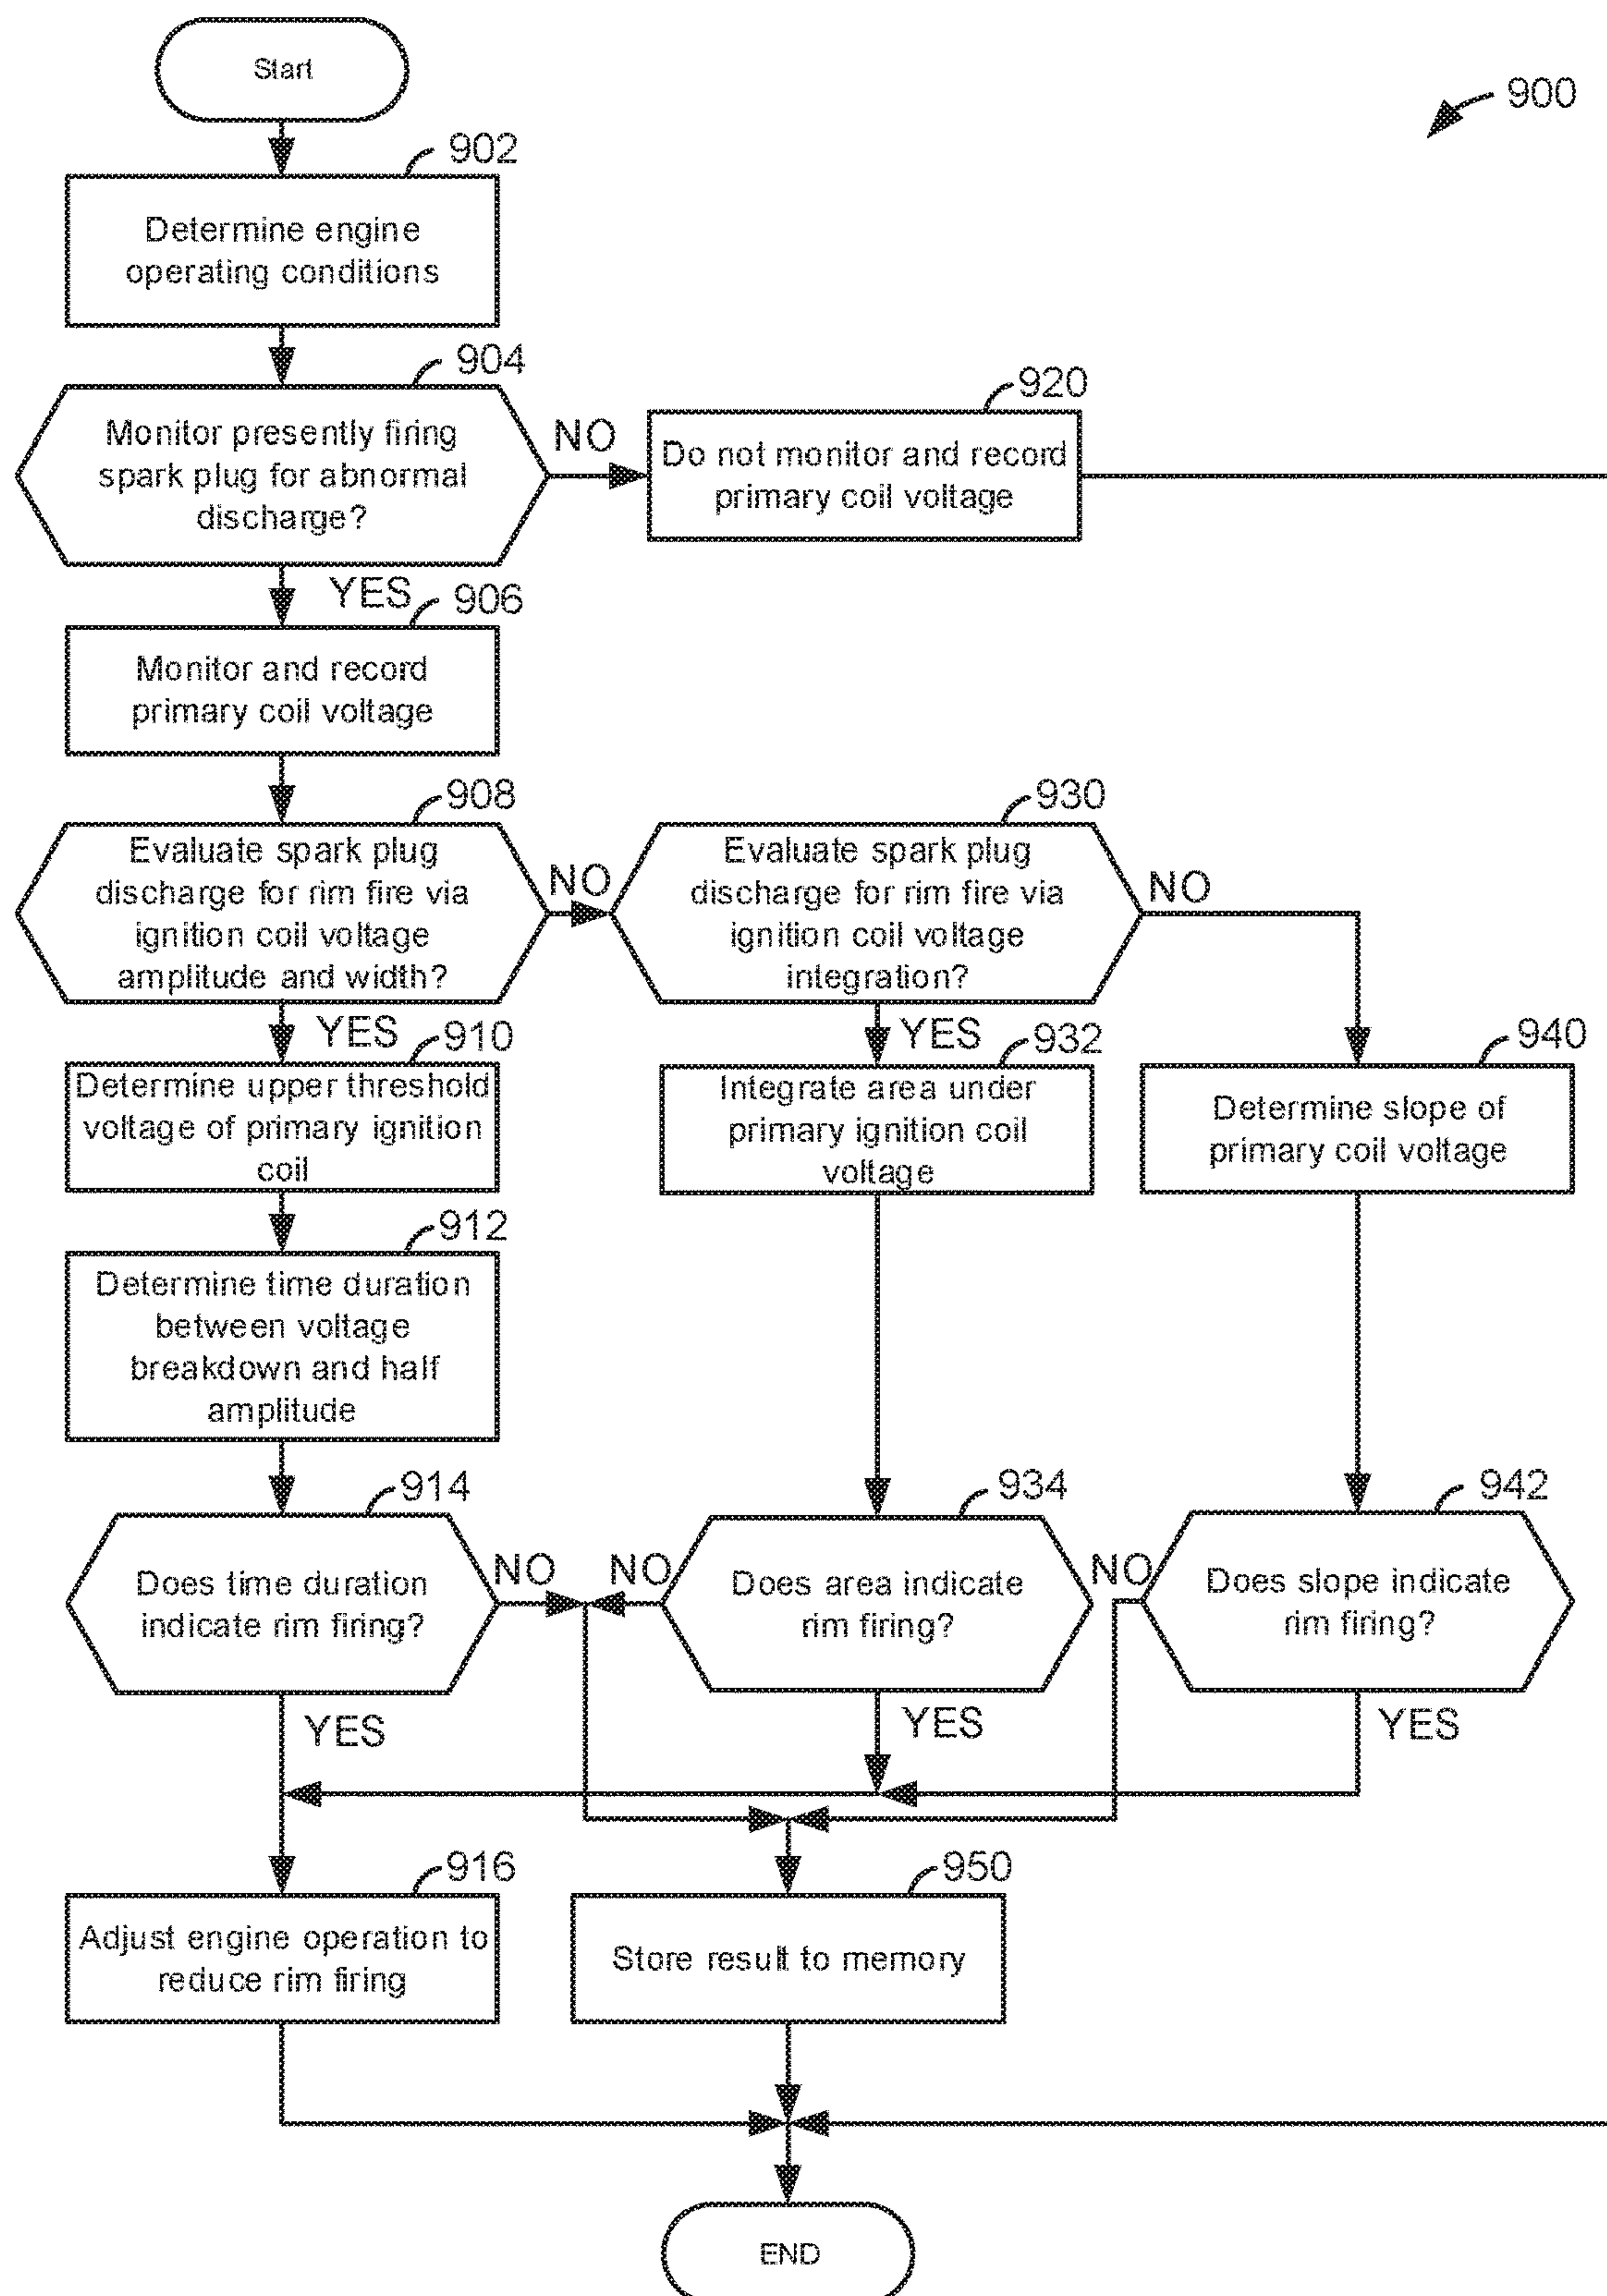 Start
900
902
Determine engine
operating conditions
904
Monitor presently firing
spark plug for abnormal
discharge?
NO
920
Do not monitor and record
primary coil voltage
YES
906
Monitor and record
primary coil voltage
908
Evaluate spark plug
discharge for rim fire via
ignition coil voltage
amplitude and width?
NO
930
Evaluate spark plug
discharge for rim fire via
ignition coil voltage
integration?
NO
YES
910
Determine upper threshold
voltage of primary ignition
coil
YES
932
Integrate area under
primary ignition coil
voltage
940
Determine slope of
primary coil voltage
912
Determine time duration
between voltage
breakdown and half
amplitude
914
Does time duration
indicate rim firing?
NO
NO
934
Does area indicate
rim firing?
NO
942
Does slope indicate
rim firing?
YES
YES
YES
916
Adjust engine operation to
reduce rim firing
950
Store result to memory
END